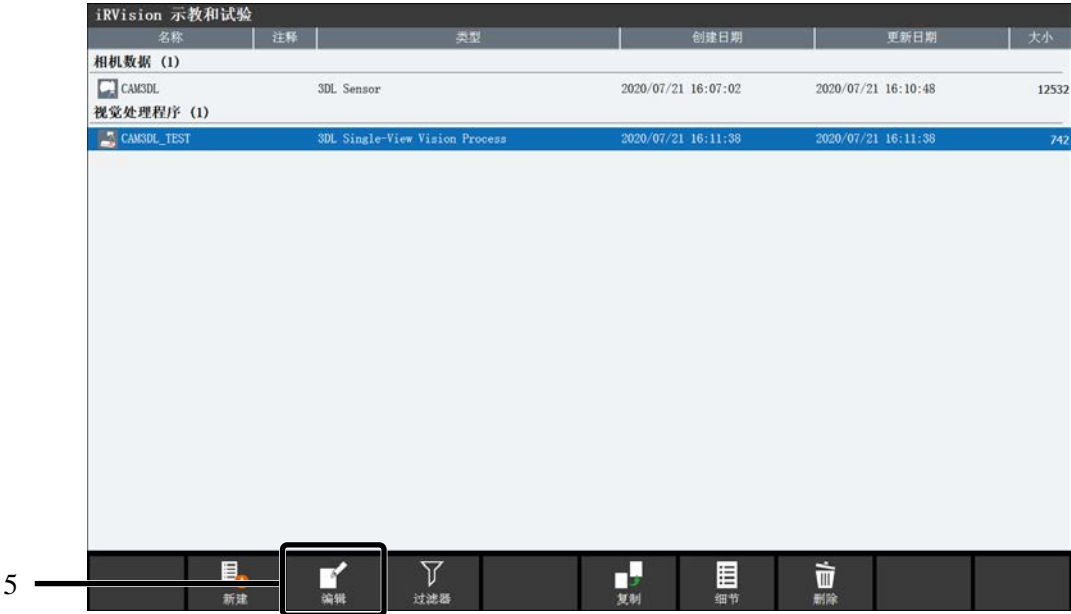 iRVision 示教和试验
名称 注释 类型 创建日期 更新日期 大小
相机数据 (1)
CAM3DL 3DL Sensor 2020/07/21 16:07:02 2020/07/21 16:10:48 12532
视觉处理程序 (1)
CAM3DL_TEST 3DL Single-View Vision Process 2020/07/21 16:11:38 2020/07/21 16:11:38 742
5 新建 编辑 过滤器 复制 细节 删除